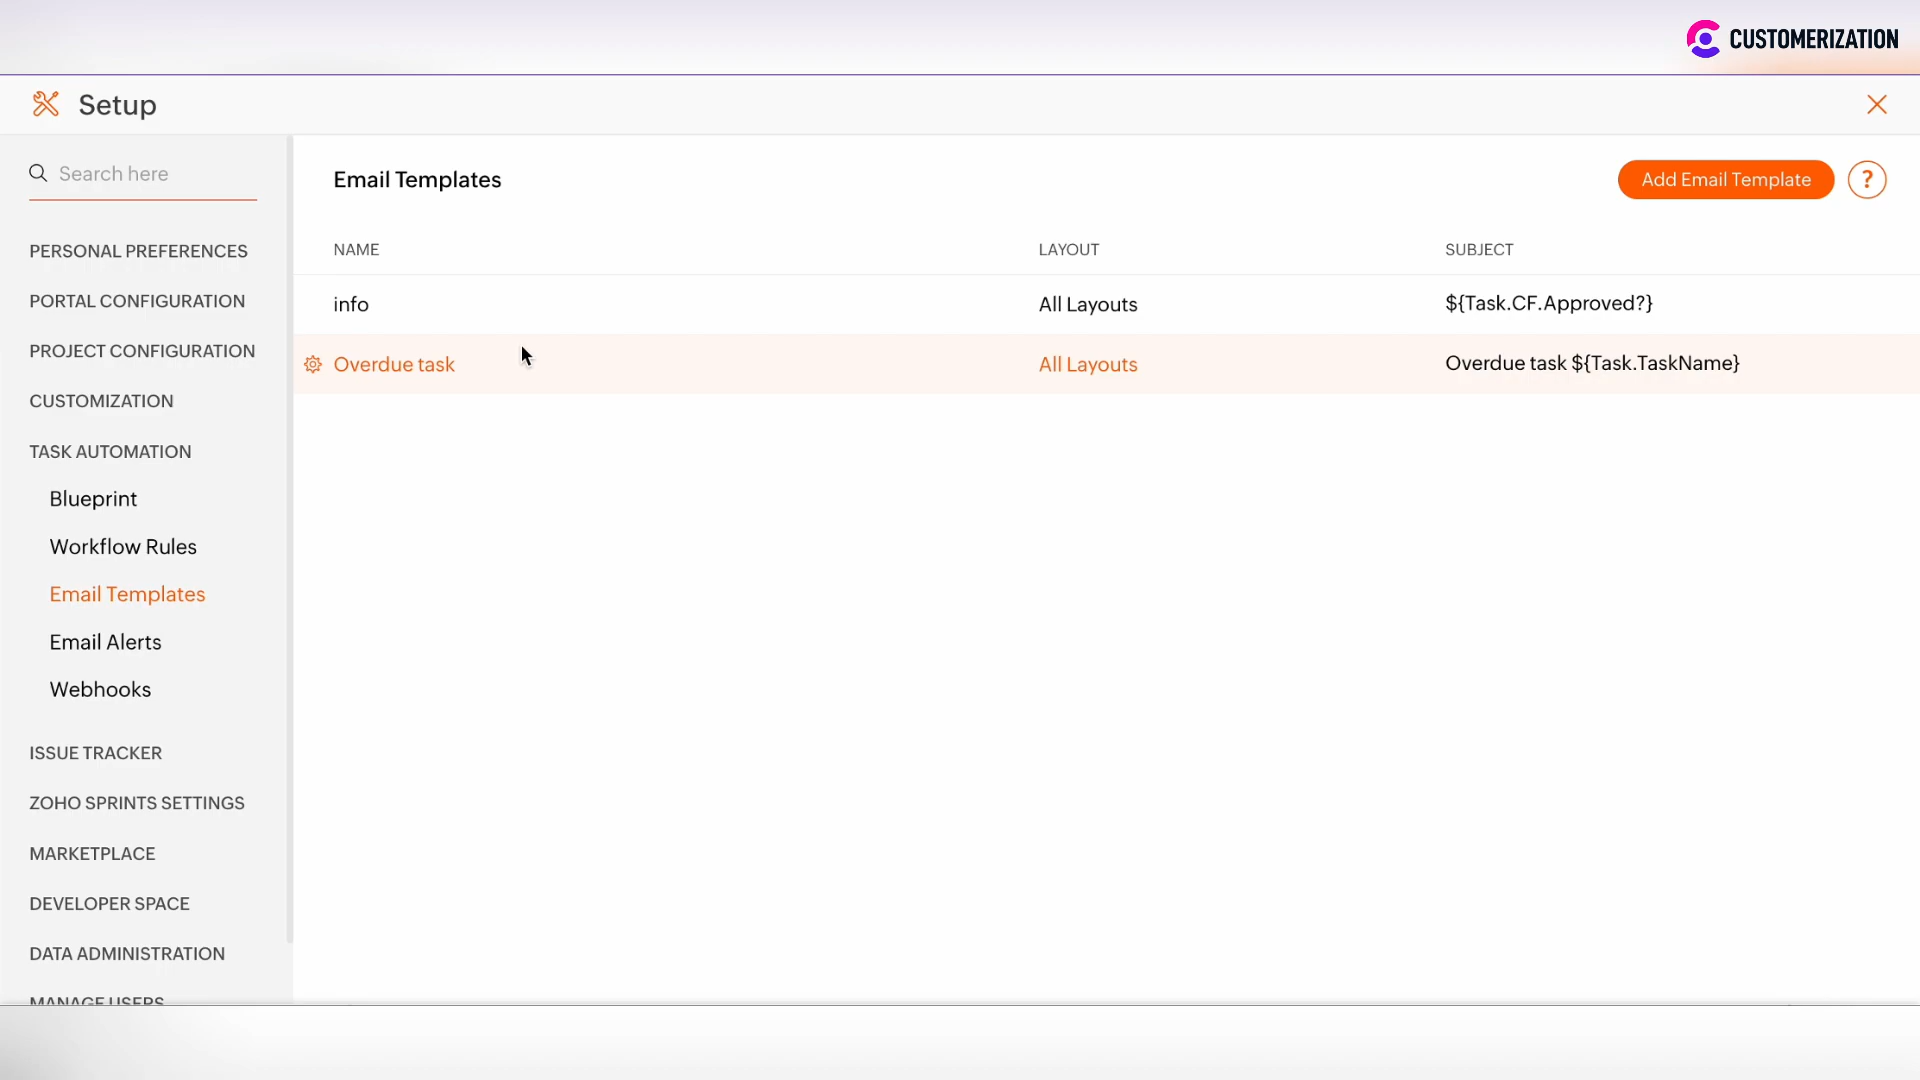 CUSTOMERIZATION
Setup
Search here
Email Templates
Add Email Template
?
PERSONAL PREFERENCES
PORTAL CONFIGURATION
PROJECT CONFIGURATION
CUSTOMIZATION
TASK AUTOMATION
Blueprint
Workflow Rules
Email Templates
Email Alerts
Webhooks
ISSUE TRACKER
ZOHO SPRINTS SETTINGS
MARKETPLACE
DEVELOPER SPACE
DATA ADMINISTRATION
MANAGE USERS
NAME LAYOUT SUBJECT
info All Layouts ${Task.CF.Approved?}
Overdue task All Layouts Overdue task ${Task.TaskName}